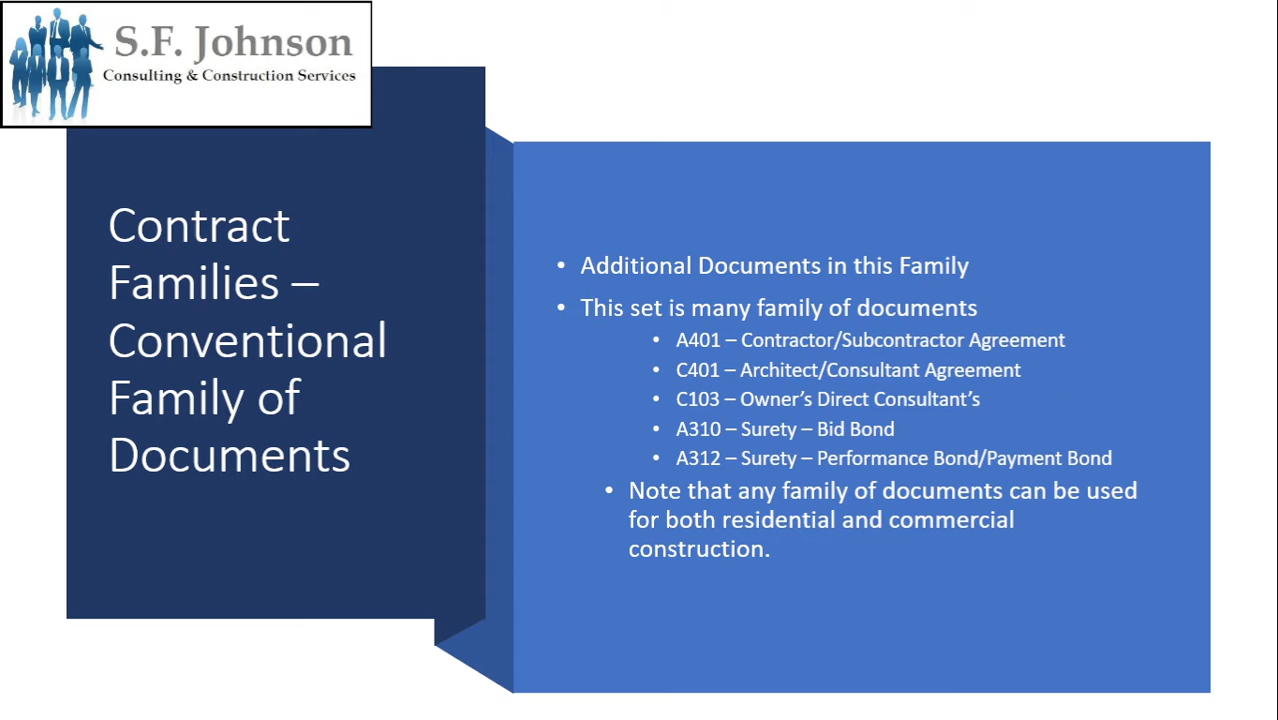 S.F. Johnson
Consulting & Construction Services
Contract
Families –
Conventional
Family of
Documents
• Additional Documents in this Family
• This set is many family of documents
• A401 – Contractor/Subcontractor Agreement
• C401 – Architect/Consultant Agreement
• C103 – Owner’s Direct Consultant’s
• A310 – Surety – Bid Bond
• A312 – Surety – Performance Bond/Payment Bond
• Note that any family of documents can be used
for both residential and commercial
construction.